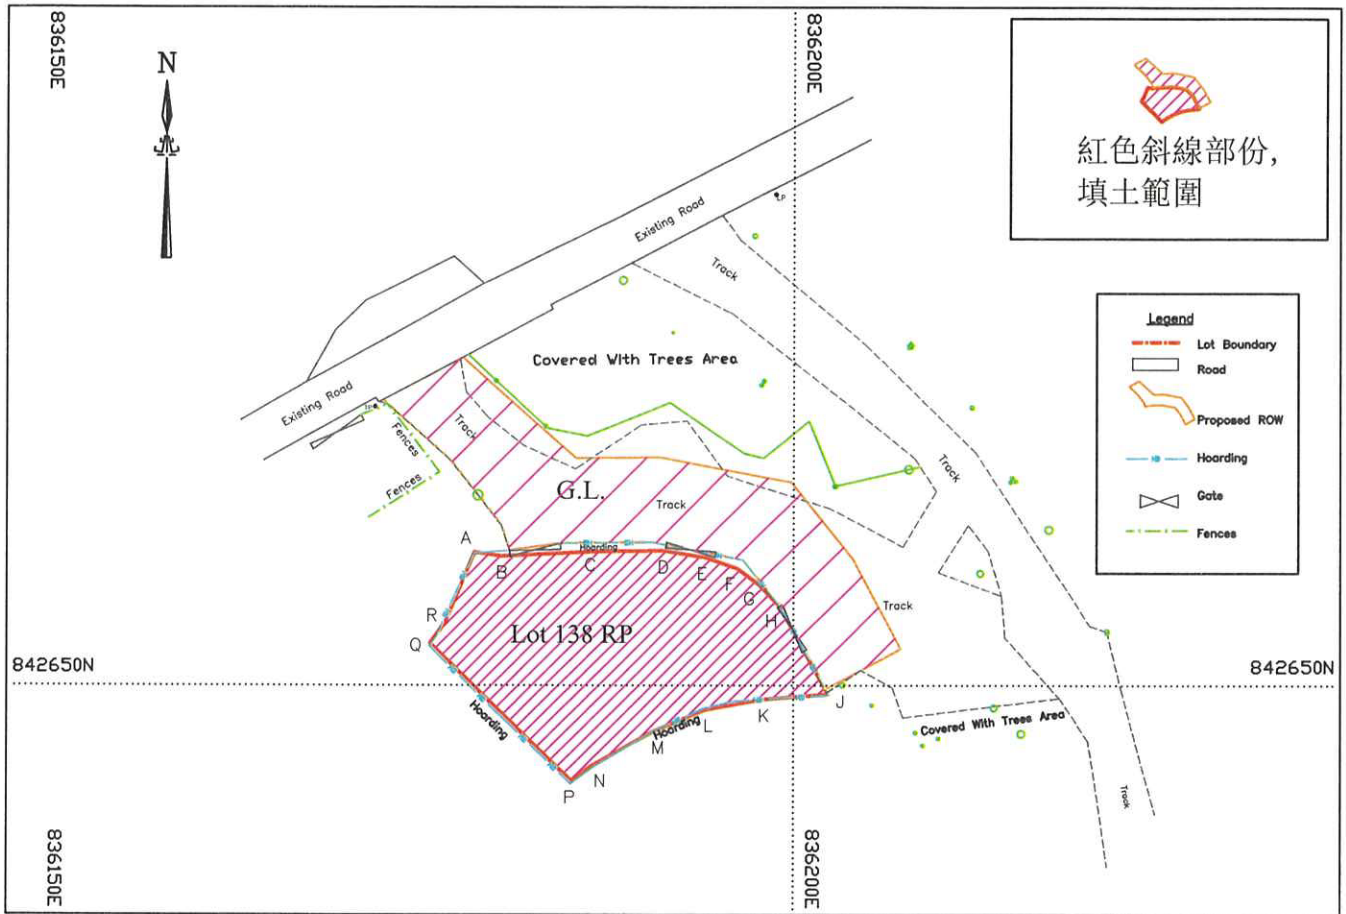 836150E
836200E
N
紅色斜線部份,
填土範圍
LP
Existing Road
Track
Legend
Lot Boundary
Road
Proposed ROW
Hoarding
Gate
Fences
Covered With Trees Area
Existing Road
Fences
Fences
Track
Track
G.L.
Track
A
B
C
Hoarding
D
E
F
G
H
Track
R
Q
Lot 138 RP
842650N
842650N
J
K
L
M
N
P
Hoarding
Hoarding
Covered With Trees Area
Track
836150E
836200E